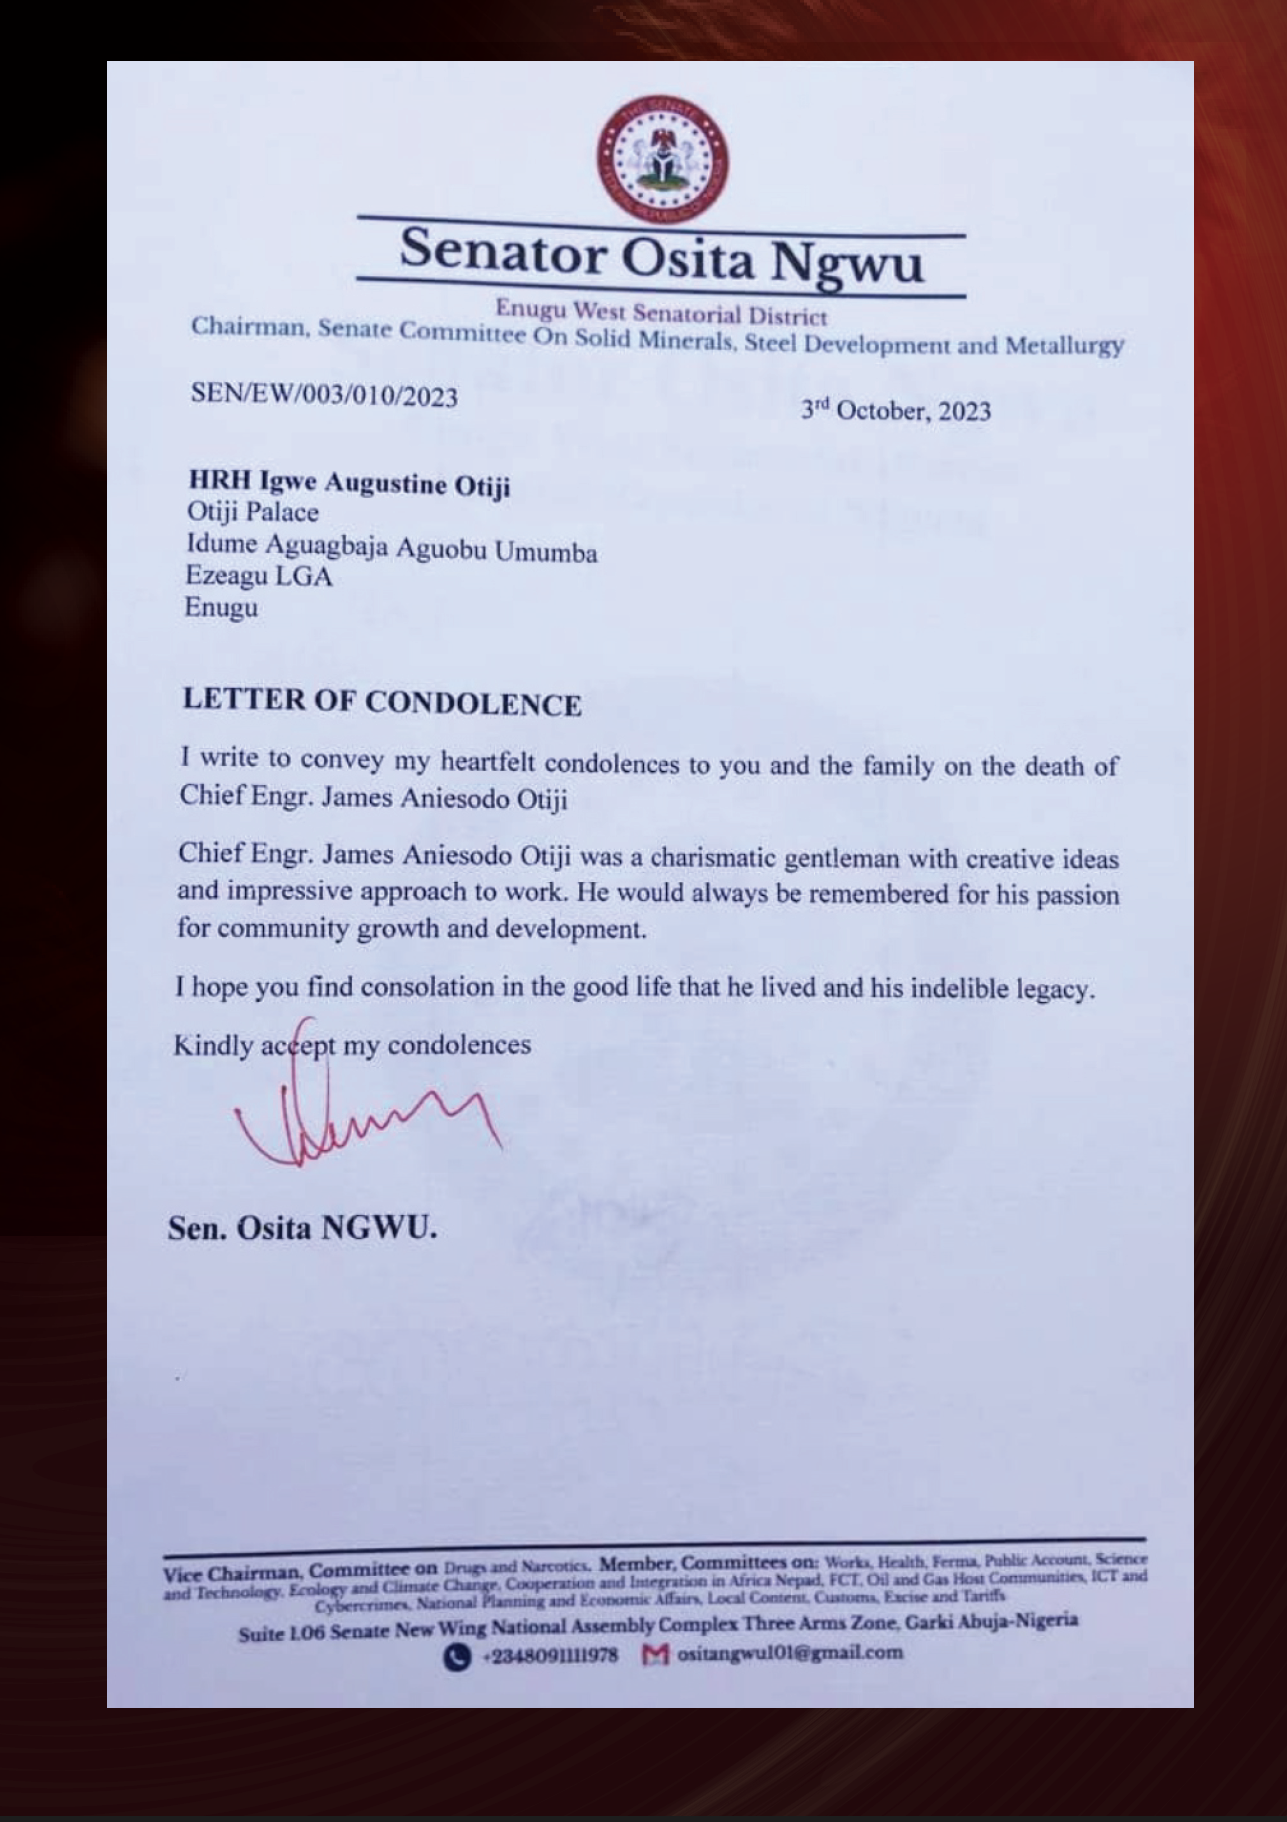 THE SENATE
FEDERAL REPUBLIC OF NIGERIA
Senator Osita Ngwu
Enugu West Senatorial District
Chairman, Senate Committee On Solid Minerals, Steel Development and Metallurgy
SEN/EW/003/010/2023
3rd October, 2023
HRH Igwe Augustine Otiji
Otiji Palace
Idume Aguagbaja Aguobu Umumba
Ezeagu LGA
Enugu
LETTER OF CONDOLENCE
I write to convey my heartfelt condolences to you and the family on the death of
Chief Engr. James Aniesodo Otiji
Chief Engr. James Aniesodo Otiji was a charismatic gentleman with creative ideas
and impressive approach to work. He would always be remembered for his passion
for community growth and development.
I hope you find consolation in the good life that he lived and his indelible legacy.
Kindly accept my condolences
Sen. Osita NGWU.
Vice Chairman, Committee on Drugs and Narcotics. Member, Committees on: Works, Health, Ferma, Public Account, Science
and Technology, Ecology and Climate Change, Cooperation and Integration in Africa Nepad, FCT, Oil and Gas Host Communities, ICT and
Cybercrimes, National Planning and Economic Affairs, Local Content, Customs, Excise and Tariffs
Suite 1.06 Senate New Wing National Assembly Complex Three Arms Zone, Garki Abuja-Nigeria
+2348091111978 ositangwu101@gmail.com